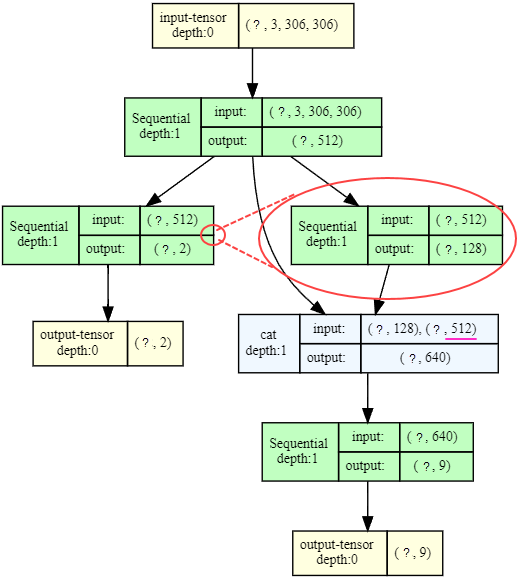 input-tensor
depth:0
( ? , 3, 306, 306)
Sequential
depth:1
input:
( ? , 3, 306, 306)
output:
( ? , 512)
Sequential
depth:1
input:
( ? , 512)
output:
( ? , 2)
Sequential
depth:1
input:
( ? , 512)
output:
( ? , 128)
output-tensor
depth:0
( ? , 2)
cat
depth:1
input:
( ? , 128), ( ? , 512)
output:
( ? , 640)
Sequential
depth:1
input:
( ? , 640)
output:
( ? , 9)
output-tensor
depth:0
( ? , 9)